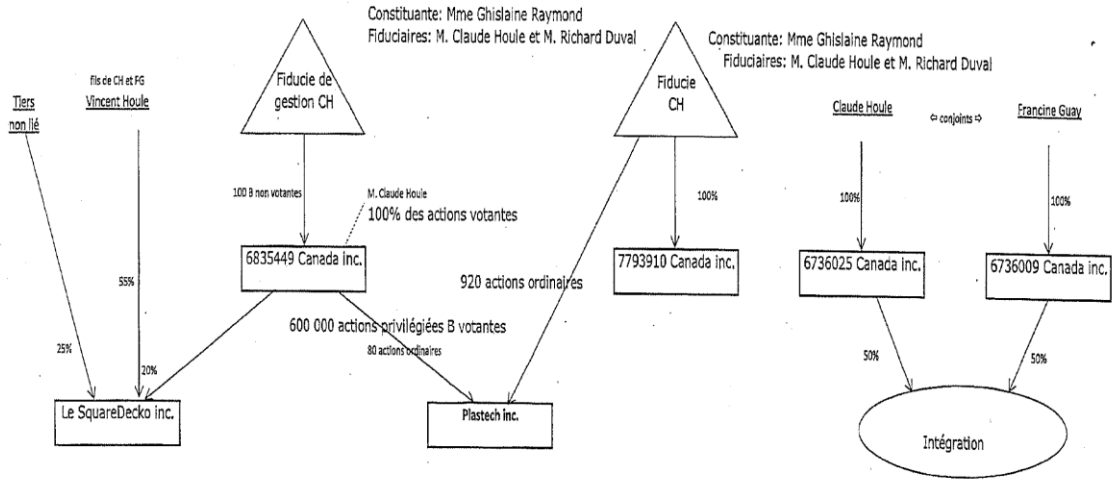 Constituante: Mme Ghislaine Raymond
Fiduciaires: M. Claude Houle et M. Richard Duval
Constituante: Mme Ghislaine Raymond
Fiduciaires: M. Claude Houle et M. Richard Duval
Tiers
non lié
fils de CH et FG
Vincent Houle
Fiducie de
gestion CH
Fiducie
CH
Claude Houle
⇦ conjoints ⇨
Francine Guay
100 B non votantes
M. Claude Houle
100% des actions votantes
100%
100%
100%
6835449 Canada inc.
7793910 Canada inc.
6736025 Canada inc.
6736009 Canada inc.
55%
920 actions ordinaires
600 000 actions privilégiées B votantes
80 actions ordinaires
25%
20%
50%
50%
Le SquareDecko inc.
Plastech inc.
Intégration